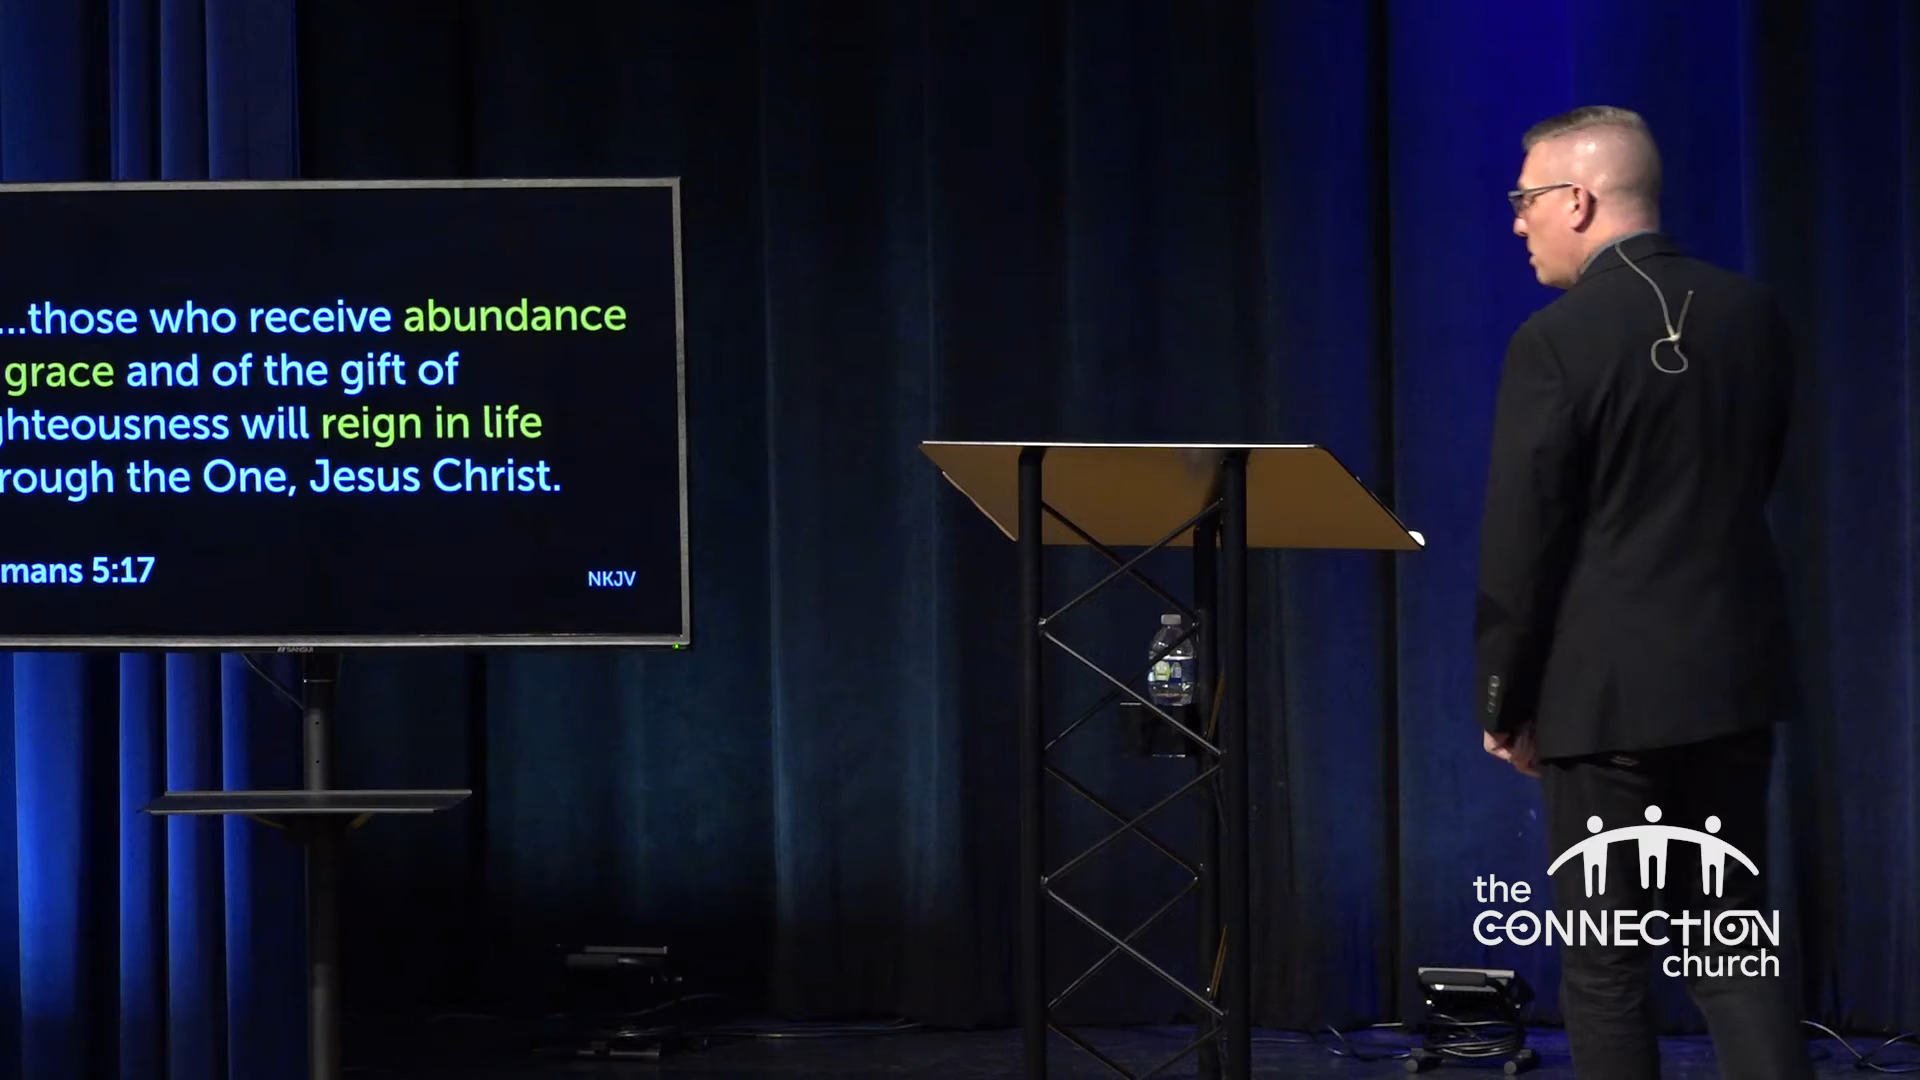 ...those who receive abundance
grace and of the gift of
ghteousness will reign in life
rough the One, Jesus Christ.
mans 5:17
NKJV
SANSUI
the
CONNECTION
church